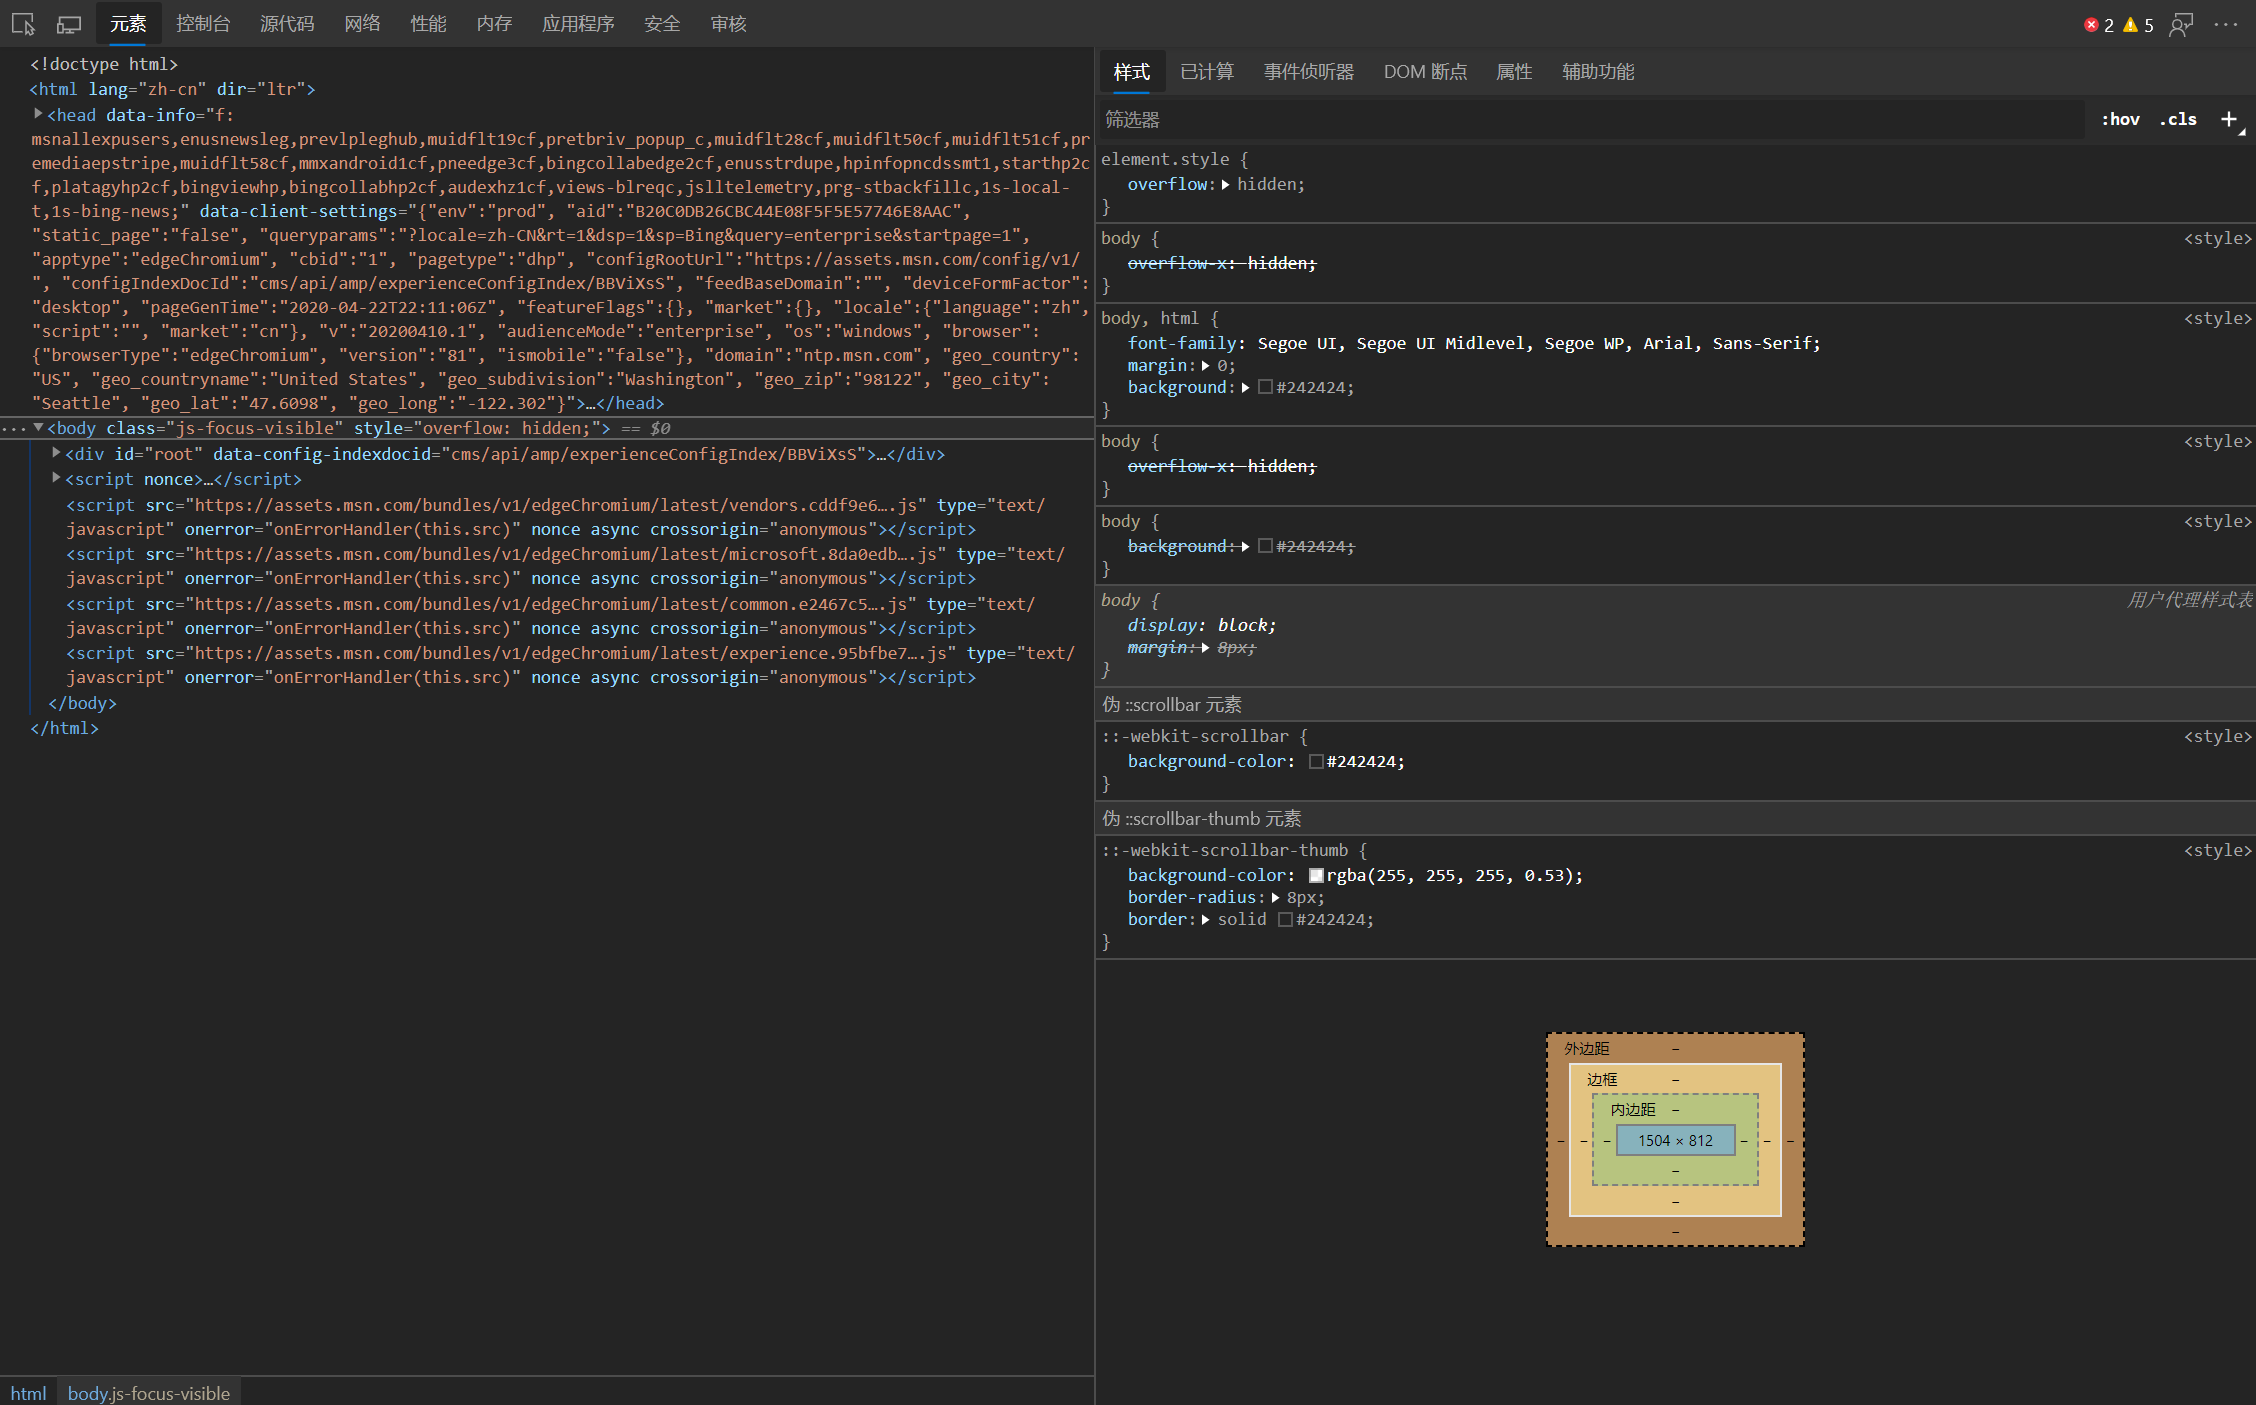 元素 控制台 源代码 网络 性能 内存 应用程序 安全 审核 2 5 ···
<!doctype html>
<html lang="zh-cn" dir="ltr">
<head data-info="f:
msnallexpusers,enusnewsleg,prevlpleghub,muidflt19cf,pretbriv_popup_c,muidflt28cf,muidflt50cf,muidflt51cf,pr
emediaepstripe,muidflt58cf,mmxandroid1cf,pneedge3cf,bingcollabedge2cf,enusstrdupe,hpinfopncdssmt1,starthp2c
f,platagyhp2cf,bingviewhp,bingcollabhp2cf,audexhz1cf,views-blreqc,jslltelemetry,prg-stbackfillc,1s-local-
t,1s-bing-news;" data-client-settings="{"env":"prod", "aid":"B20C0DB26CBC44E08F5F5E57746E8AAC",
"static_page":"false", "queryparams":"?locale=zh-CN&rt=1&dsp=1&sp=Bing&query=enterprise&startpage=1",
"apptype":"edgeChromium", "cbid":"1", "pagetype":"dhp", "configRootUrl":"https://assets.msn.com/config/v1/
", "configIndexDocId":"cms/api/amp/experienceConfigIndex/BBViXsS", "feedBaseDomain":"", "deviceFormFactor":
"desktop", "pageGenTime":"2020-04-22T22:11:06Z", "featureFlags":{}, "market":{}, "locale":{"language":"zh",
"script":"", "market":"cn"}, "v":"20200410.1", "audienceMode":"enterprise", "os":"windows", "browser":
{"browserType":"edgeChromium", "version":"81", "ismobile":"false"}, "domain":"ntp.msn.com", "geo_country":
"US", "geo_countryname":"United States", "geo_subdivision":"Washington", "geo_zip":"98122", "geo_city":
"Seattle", "geo_lat":"47.6098", "geo_long":"-122.302"}">…</head>
··· <body class="js-focus-visible" style="overflow: hidden;"> == $0
<div id="root" data-config-indexdocid="cms/api/amp/experienceConfigIndex/BBViXsS">…</div>
<script nonce>…</script>
<script src="https://assets.msn.com/bundles/v1/edgeChromium/latest/vendors.cddf9e6….js" type="text/
javascript" onerror="onErrorHandler(this.src)" nonce async crossorigin="anonymous"></script>
<script src="https://assets.msn.com/bundles/v1/edgeChromium/latest/microsoft.8da0edb….js" type="text/
javascript" onerror="onErrorHandler(this.src)" nonce async crossorigin="anonymous"></script>
<script src="https://assets.msn.com/bundles/v1/edgeChromium/latest/common.e2467c5….js" type="text/
javascript" onerror="onErrorHandler(this.src)" nonce async crossorigin="anonymous"></script>
<script src="https://assets.msn.com/bundles/v1/edgeChromium/latest/experience.95bfbe7….js" type="text/
javascript" onerror="onErrorHandler(this.src)" nonce async crossorigin="anonymous"></script>
</body>
</html>
html body.js-focus-visible
样式 已计算 事件侦听器 DOM 断点 属性 辅助功能
筛选器 :hov .cls +
element.style {
overflow: hidden;
}
body { <style>
overflow-x: hidden;
}
body, html { <style>
font-family: Segoe UI, Segoe UI Midlevel, Segoe WP, Arial, Sans-Serif;
margin: 0;
background: #242424;
}
body { <style>
overflow-x: hidden;
}
body { <style>
background: #242424;
}
body { 用户代理样式表
display: block;
margin: 8px;
}
伪 ::scrollbar 元素
::-webkit-scrollbar { <style>
background-color: #242424;
}
伪 ::scrollbar-thumb 元素
::-webkit-scrollbar-thumb { <style>
background-color: rgba(255, 255, 255, 0.53);
border-radius: 8px;
border: solid #242424;
}
外边距 –
边框 –
内边距 –
– – – 1504 × 812 – – –
–
–
–